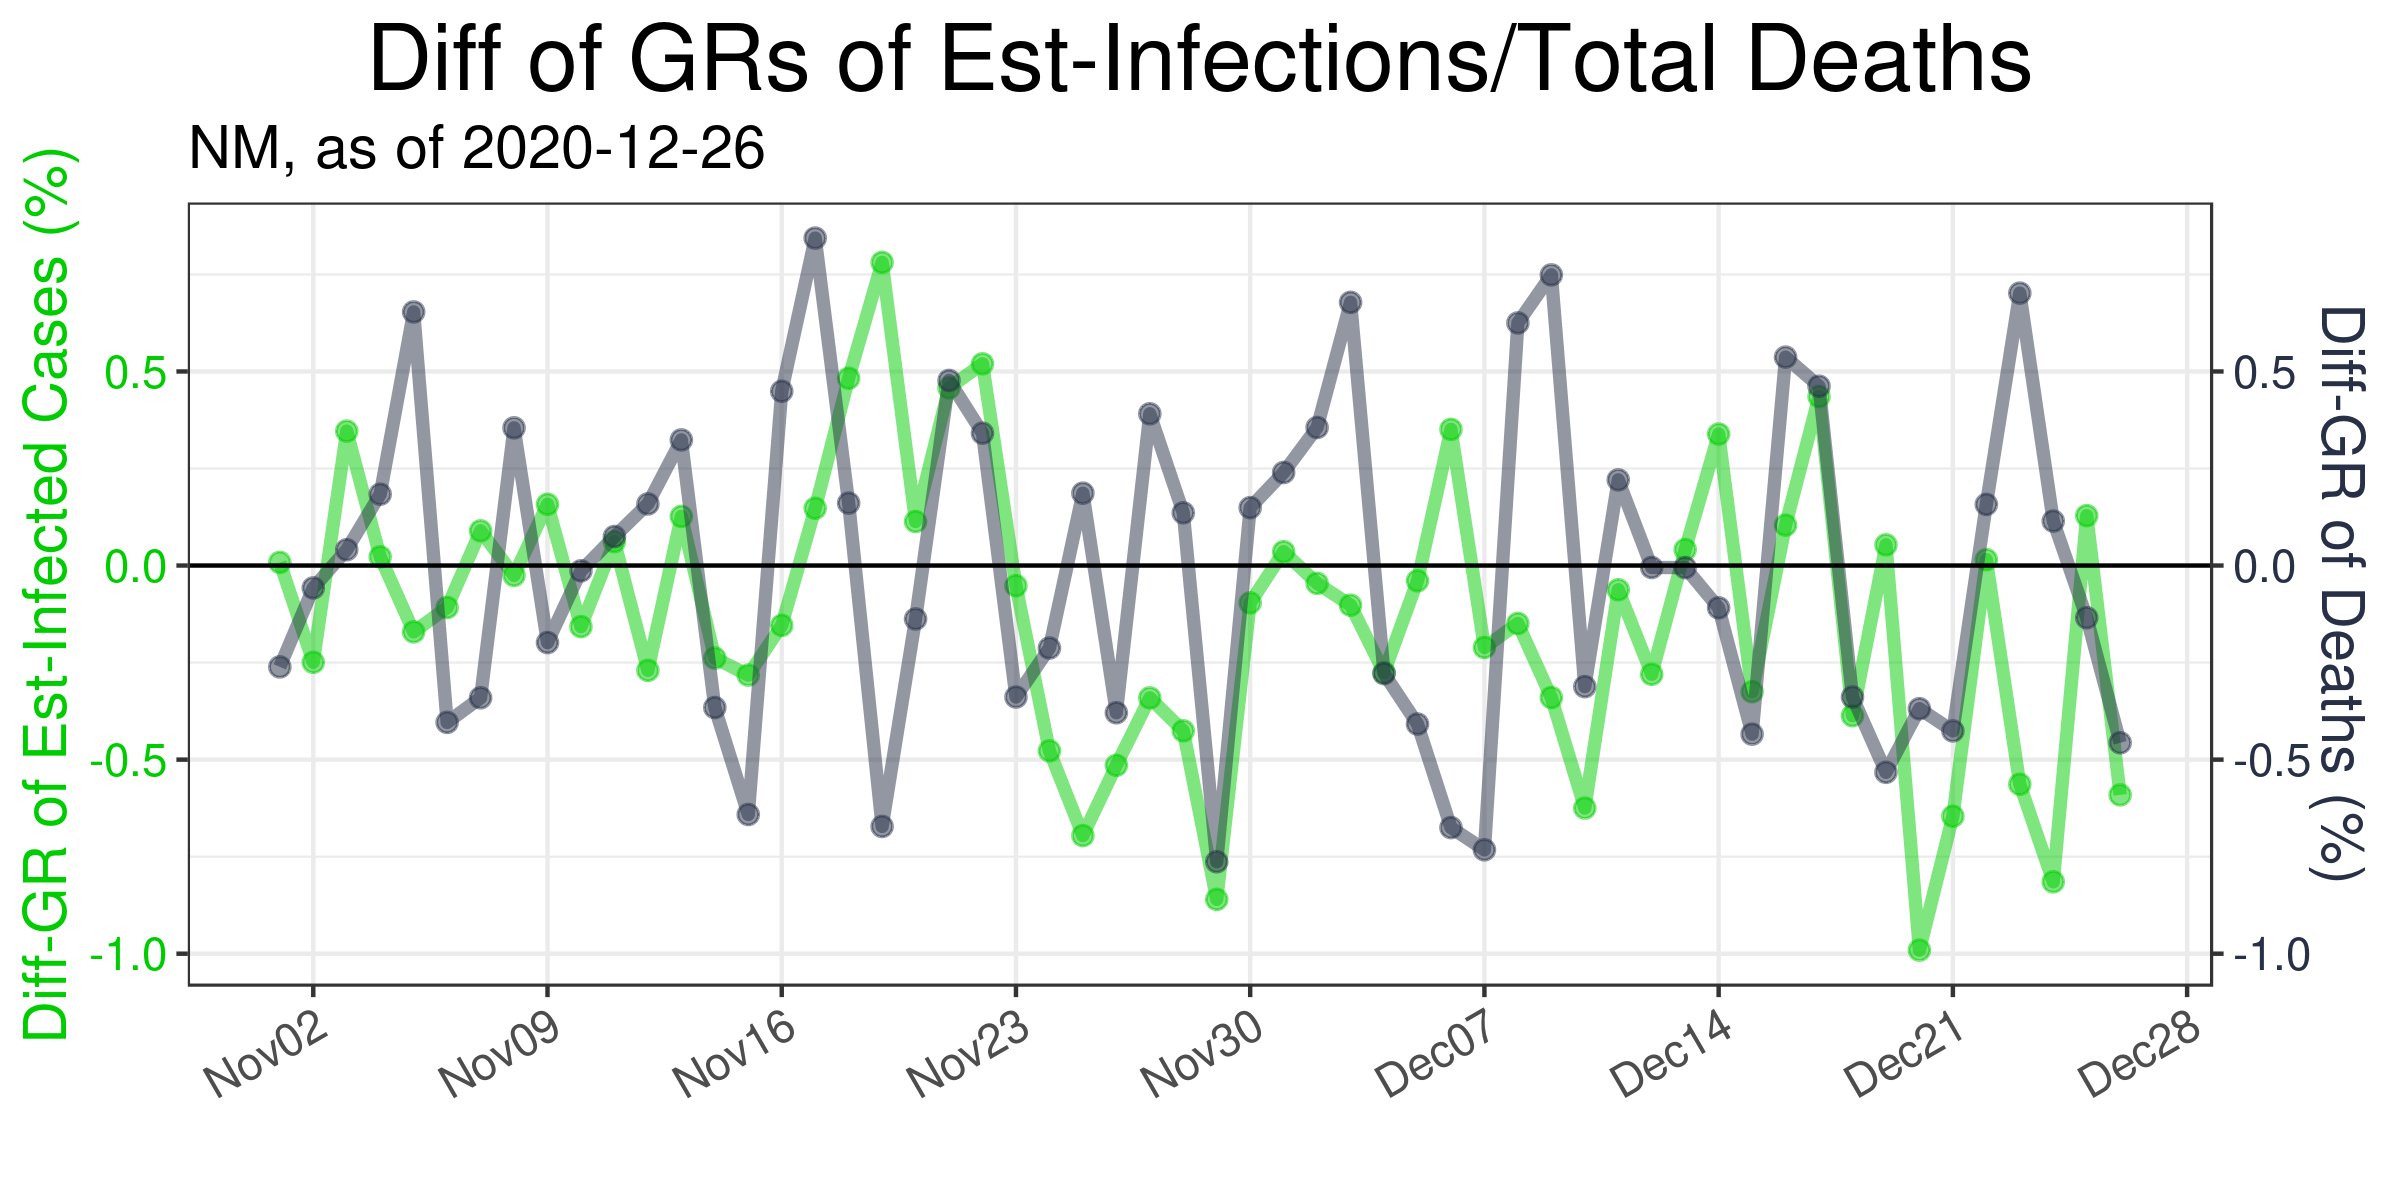 Diff of GRs of Est-Infections/Total Deaths
NM, as of 2020-12-26
Diff-GR of Est-Infected Cases (%)
0.5
0.0
-0.5
-1.0
0.5
0.0
-0.5
-1.0
Diff-GR of Deaths (%)
Nov02
Nov09
Nov16
Nov23
Nov30
Dec07
Dec14
Dec21
Dec28